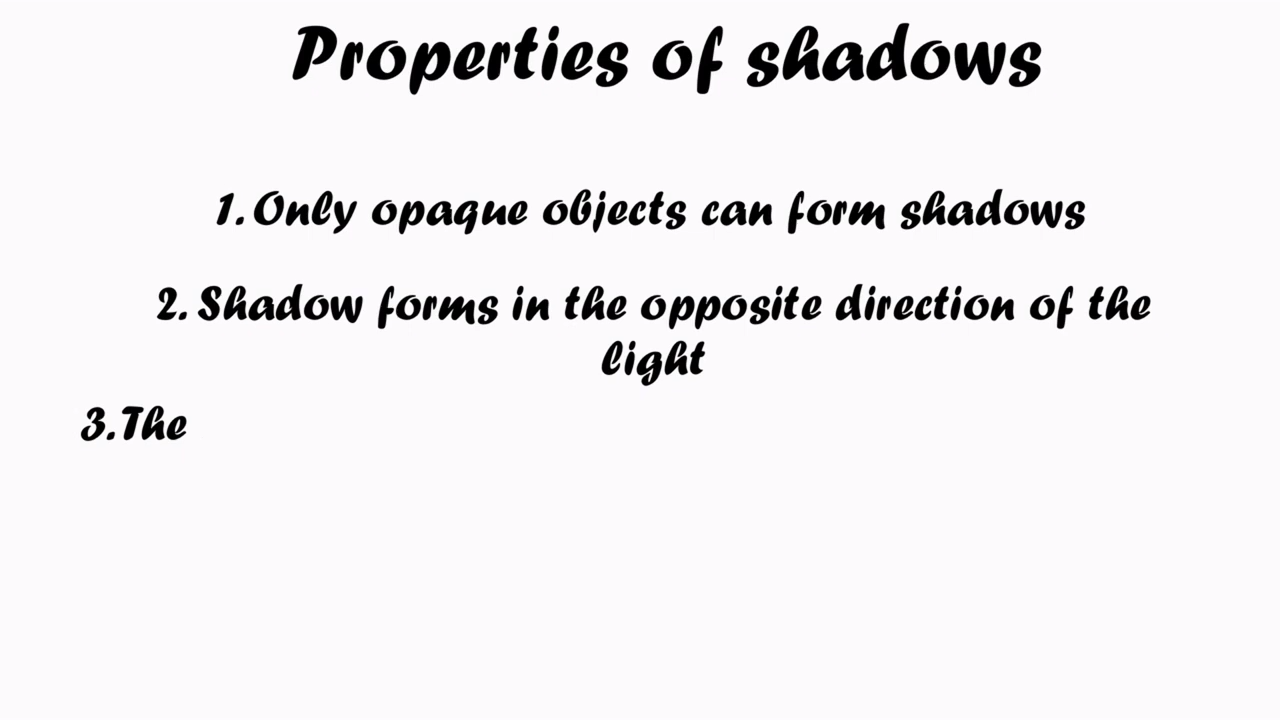 Properties of shadows
1. Only opaque objects can form shadows
2. Shadow forms in the opposite direction of the
light
3. The